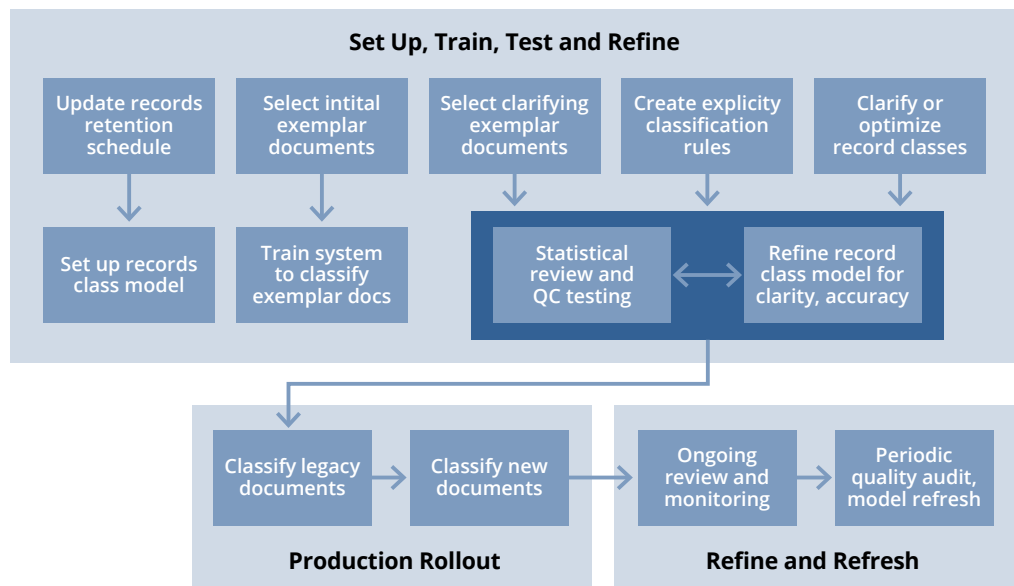 Set Up, Train, Test and Refine
Update records
retention
schedule
Select intital
exemplar
documents
Select clarifying
exemplar
documents
Create explicity
classification
rules
Clarify or
optimize
record classes
Set up records
class model
Train system
to classify
exemplar docs
Statistical
review and
QC testing
Refine record
class model for
clarity, accuracy
Classify legacy
documents
Classify new
documents
Ongoing
review and
monitoring
Periodic
quality audit,
model refresh
Production Rollout
Refine and Refresh